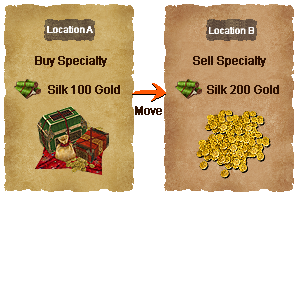 Location A
Buy Specialty
Silk 100 Gold
Move
Location B
Sell Specialty
Silk 200 Gold